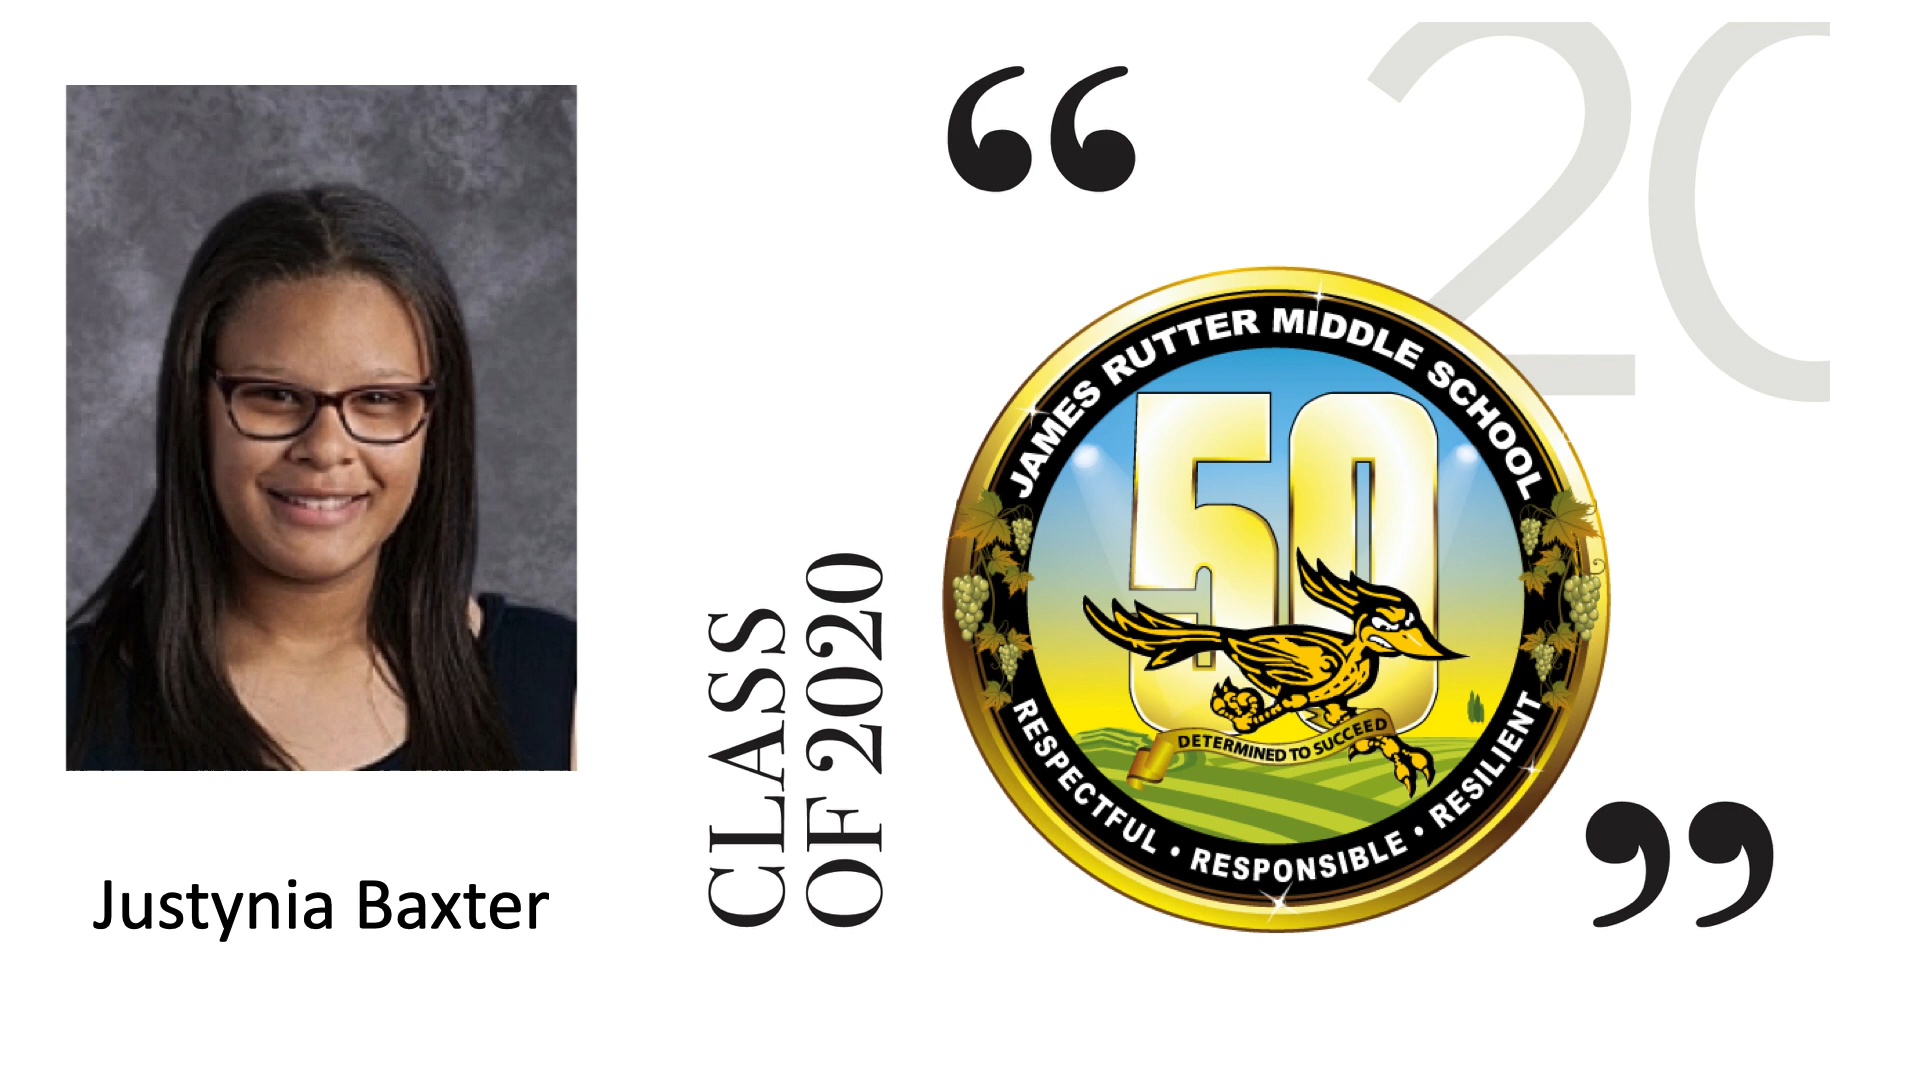 Justynia Baxter
CLASS
OF 2020
“
20
JAMES RUTTER MIDDLE SCHOOL
50
DETERMINED TO SUCCEED
RESPECTFUL • RESPONSIBLE • RESILIENT
”